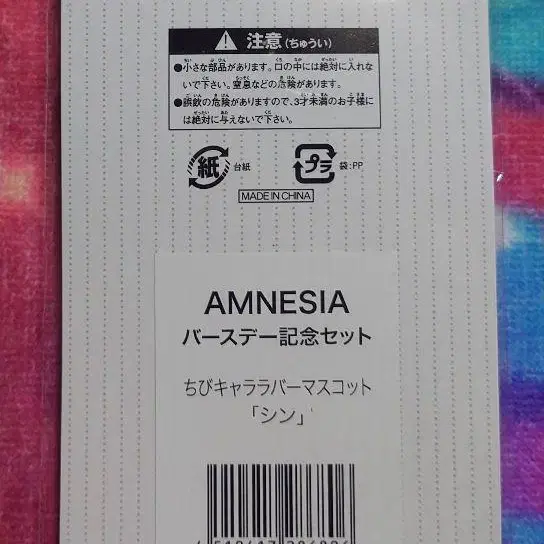 注意(ちゅうい)
●小さな部品があります。口の中には絶対に入れな
いで下さい。窒息などの危険があります。
●誤飲の危険がありますので、3才未満のお子様に
は絶対に与えないで下さい。
紙 台紙
プラ 袋:PP
MADE IN CHINA
AMNESIA
バースデー記念セット
ちびキャララバーマスコット
「シン」